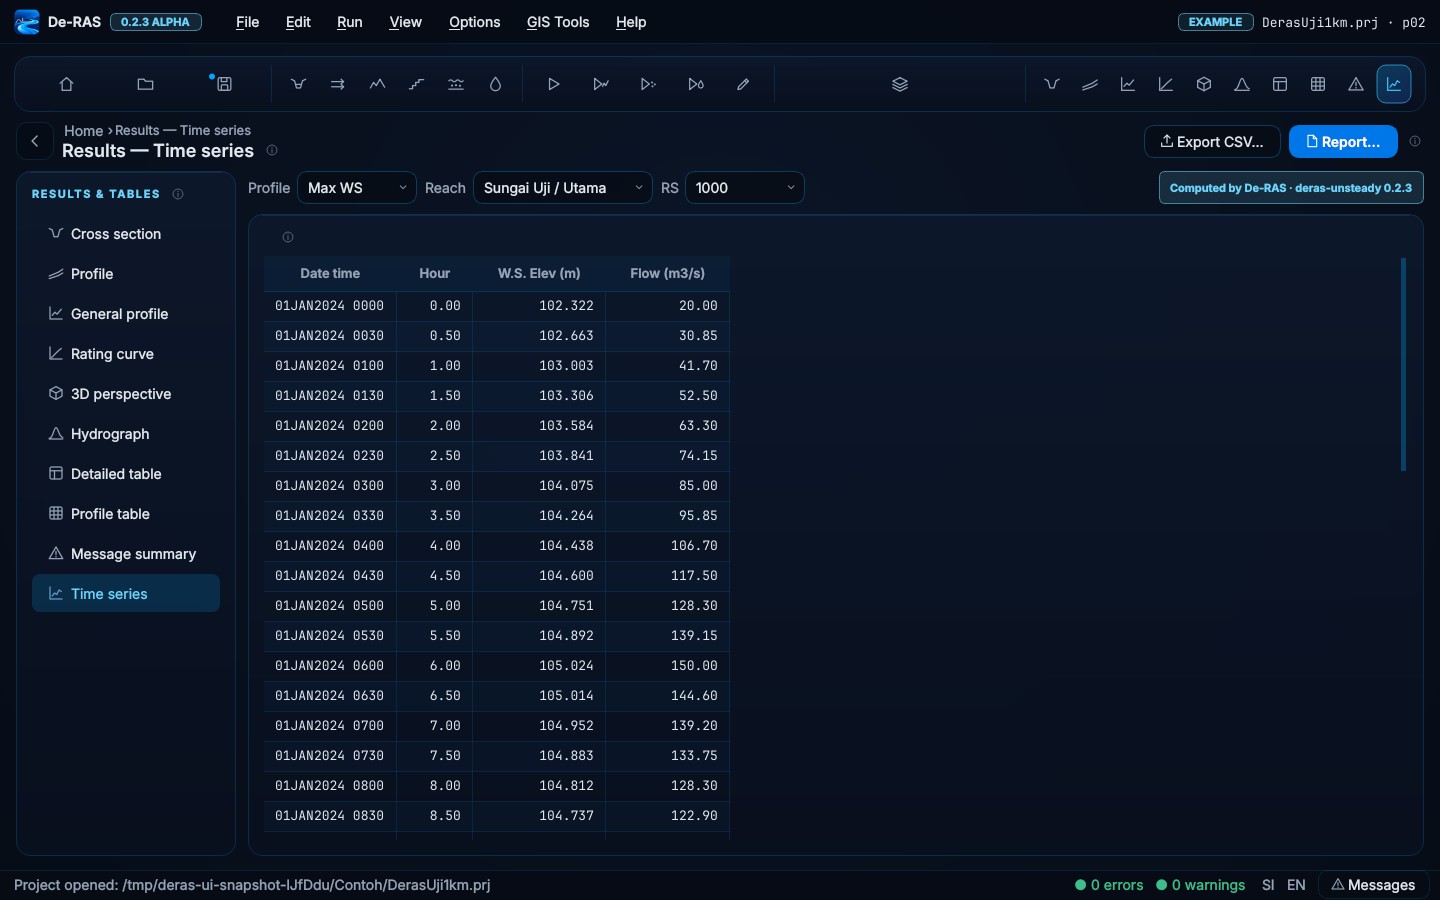 De-RAS 0.2.3 ALPHA File Edit Run View Options GIS Tools Help EXAMPLE DerasUji1km.prj · p02
Home › Results — Time series
Results — Time series
Export CSV... Report...
RESULTS & TABLES
Cross section
Profile
General profile
Rating curve
3D perspective
Hydrograph
Detailed table
Profile table
Message summary
Time series
Profile Max WS Reach Sungai Uji / Utama RS 1000 Computed by De-RAS · deras-unsteady 0.2.3
Date time Hour W.S. Elev (m) Flow (m3/s)
01JAN2024 0000 0.00 102.322 20.00
01JAN2024 0030 0.50 102.663 30.85
01JAN2024 0100 1.00 103.003 41.70
01JAN2024 0130 1.50 103.306 52.50
01JAN2024 0200 2.00 103.584 63.30
01JAN2024 0230 2.50 103.841 74.15
01JAN2024 0300 3.00 104.075 85.00
01JAN2024 0330 3.50 104.264 95.85
01JAN2024 0400 4.00 104.438 106.70
01JAN2024 0430 4.50 104.600 117.50
01JAN2024 0500 5.00 104.751 128.30
01JAN2024 0530 5.50 104.892 139.15
01JAN2024 0600 6.00 105.024 150.00
01JAN2024 0630 6.50 105.014 144.60
01JAN2024 0700 7.00 104.952 139.20
01JAN2024 0730 7.50 104.883 133.75
01JAN2024 0800 8.00 104.812 128.30
01JAN2024 0830 8.50 104.737 122.90
Project opened: /tmp/deras-ui-snapshot-lJfDdu/Contoh/DerasUji1km.prj 0 errors 0 warnings SI EN Messages